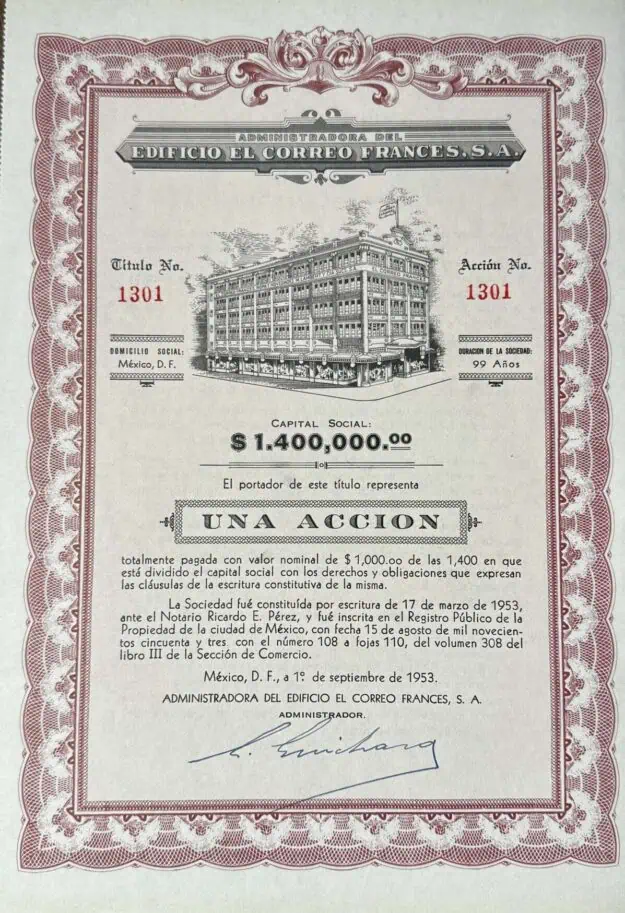 ADMINISTRADORA DEL
EDIFICIO EL CORREO FRANCES, S. A.
Título No.
1301
Acción No.
1301
DOMICILIO SOCIAL:
México, D. F.
DURACION DE LA SOCIEDAD:
99 Años
CAPITAL SOCIAL:
$ 1.400,000.00
El portador de este título representa
UNA ACCION
totalmente pagada con valor nominal de $ 1,000.oo de las 1,400 en que
está dividido el capital social con los derechos y obligaciones que expresan
las cláusulas de la escritura constitutiva de la misma.
La Sociedad fué constituída por escritura de 17 de marzo de 1953,
ante el Notario Ricardo E. Pérez, y fué inscrita en el Registro Público de la
Propiedad de la ciudad de México, con fecha 15 de agosto de mil novecien-
tos cincuenta y tres con el número 108 a fojas 110, del volumen 308 del
libro III de la Sección de Comercio.
México, D. F., a 1º de septiembre de 1953.
ADMINISTRADORA DEL EDIFICIO EL CORREO FRANCES, S. A.
ADMINISTRADOR.